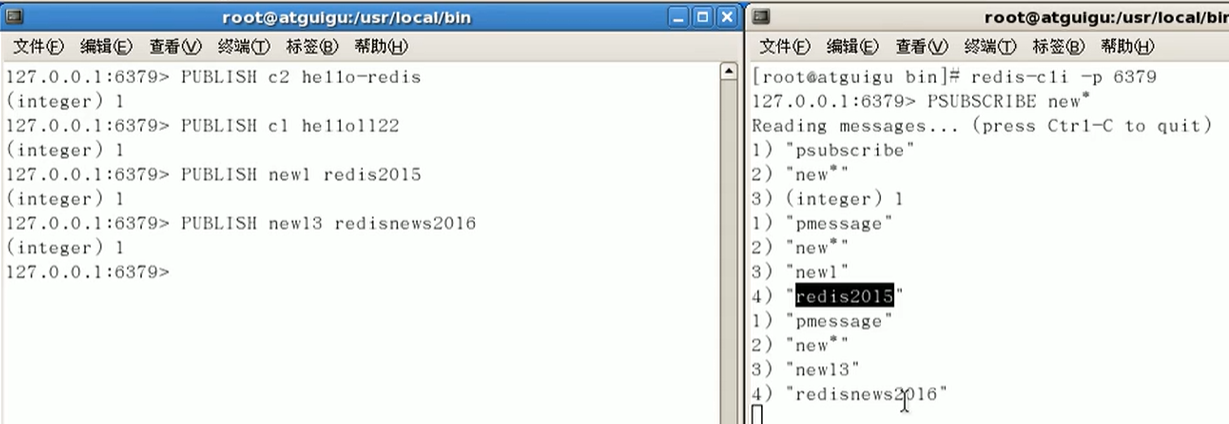 root@atguigu:/usr/local/bin
文件(F) 编辑(E) 查看(V) 终端(T) 标签(B) 帮助(H)
127.0.0.1:6379> PUBLISH c2 hello-redis
(integer) 1
127.0.0.1:6379> PUBLISH c1 hello1122
(integer) 1
127.0.0.1:6379> PUBLISH new1 redis2015
(integer) 1
127.0.0.1:6379> PUBLISH new13 redisnews2016
(integer) 1
127.0.0.1:6379>
root@atguigu:/usr/local/bin
文件(F) 编辑(E) 查看(V) 终端(T) 标签(B) 帮助(H)
[root@atguigu bin]# redis-cli -p 6379
127.0.0.1:6379> PSUBSCRIBE new*
Reading messages... (press Ctrl-C to quit)
1) "psubscribe"
2) "new*"
3) (integer) 1
1) "pmessage"
2) "new*"
3) "new1"
4) "redis2015"
1) "pmessage"
2) "new*"
3) "new13"
4) "redisnews2016"